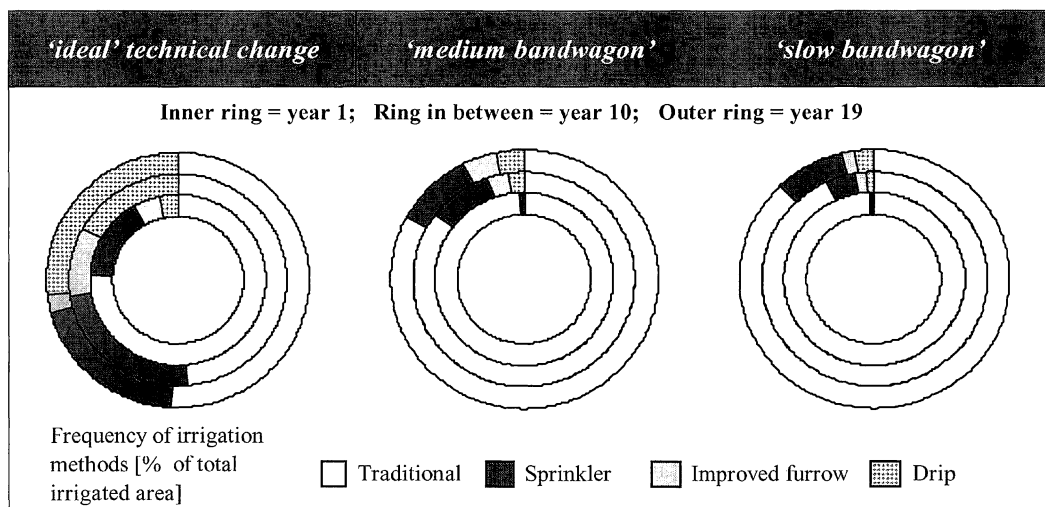 ‘ideal’ technical change
‘medium bandwagon’
‘slow bandwagon’
Inner ring = year 1; Ring in between = year 10; Outer ring = year 19
Frequency of irrigation
methods [% of total
irrigated area]
Traditional
Sprinkler
Improved furrow
Drip